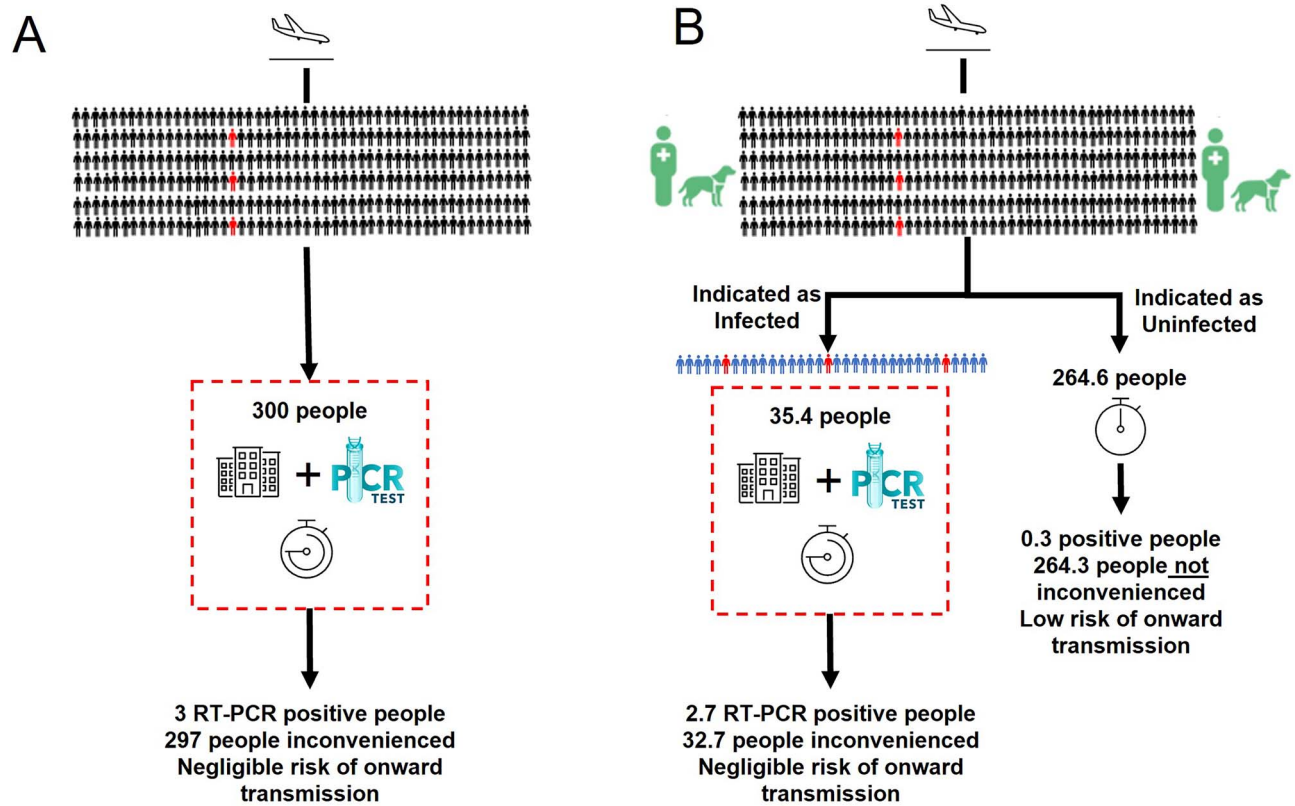 A
300 people
+
PCR
TEST
3 RT-PCR positive people
297 people inconvenienced
Negligible risk of onward
transmission
B
Indicated as
Infected
Indicated as
Uninfected
35.4 people
+
PCR
TEST
2.7 RT-PCR positive people
32.7 people inconvenienced
Negligible risk of onward
transmission
264.6 people
0.3 positive people
264.3 people not
inconvenienced
Low risk of onward
transmission